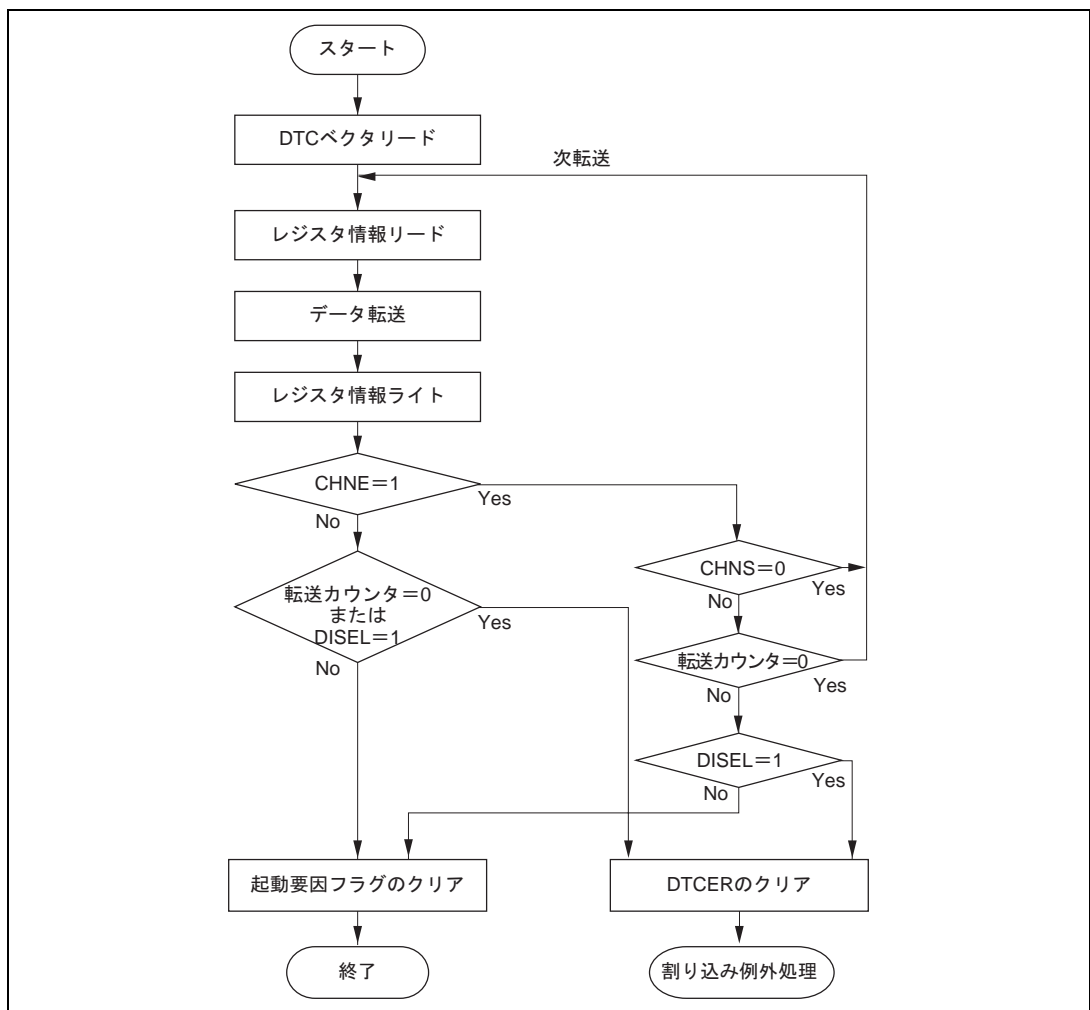 スタート
DTCベクタリード
次転送
レジスタ情報リード
データ転送
レジスタ情報ライト
CHNE＝1
Yes
No
CHNS＝0
Yes
No
転送カウンタ＝0
または
DISEL＝1
Yes
No
転送カウンタ＝0
Yes
No
DISEL＝1
Yes
No
起動要因フラグのクリア
DTCERのクリア
終了
割り込み例外処理